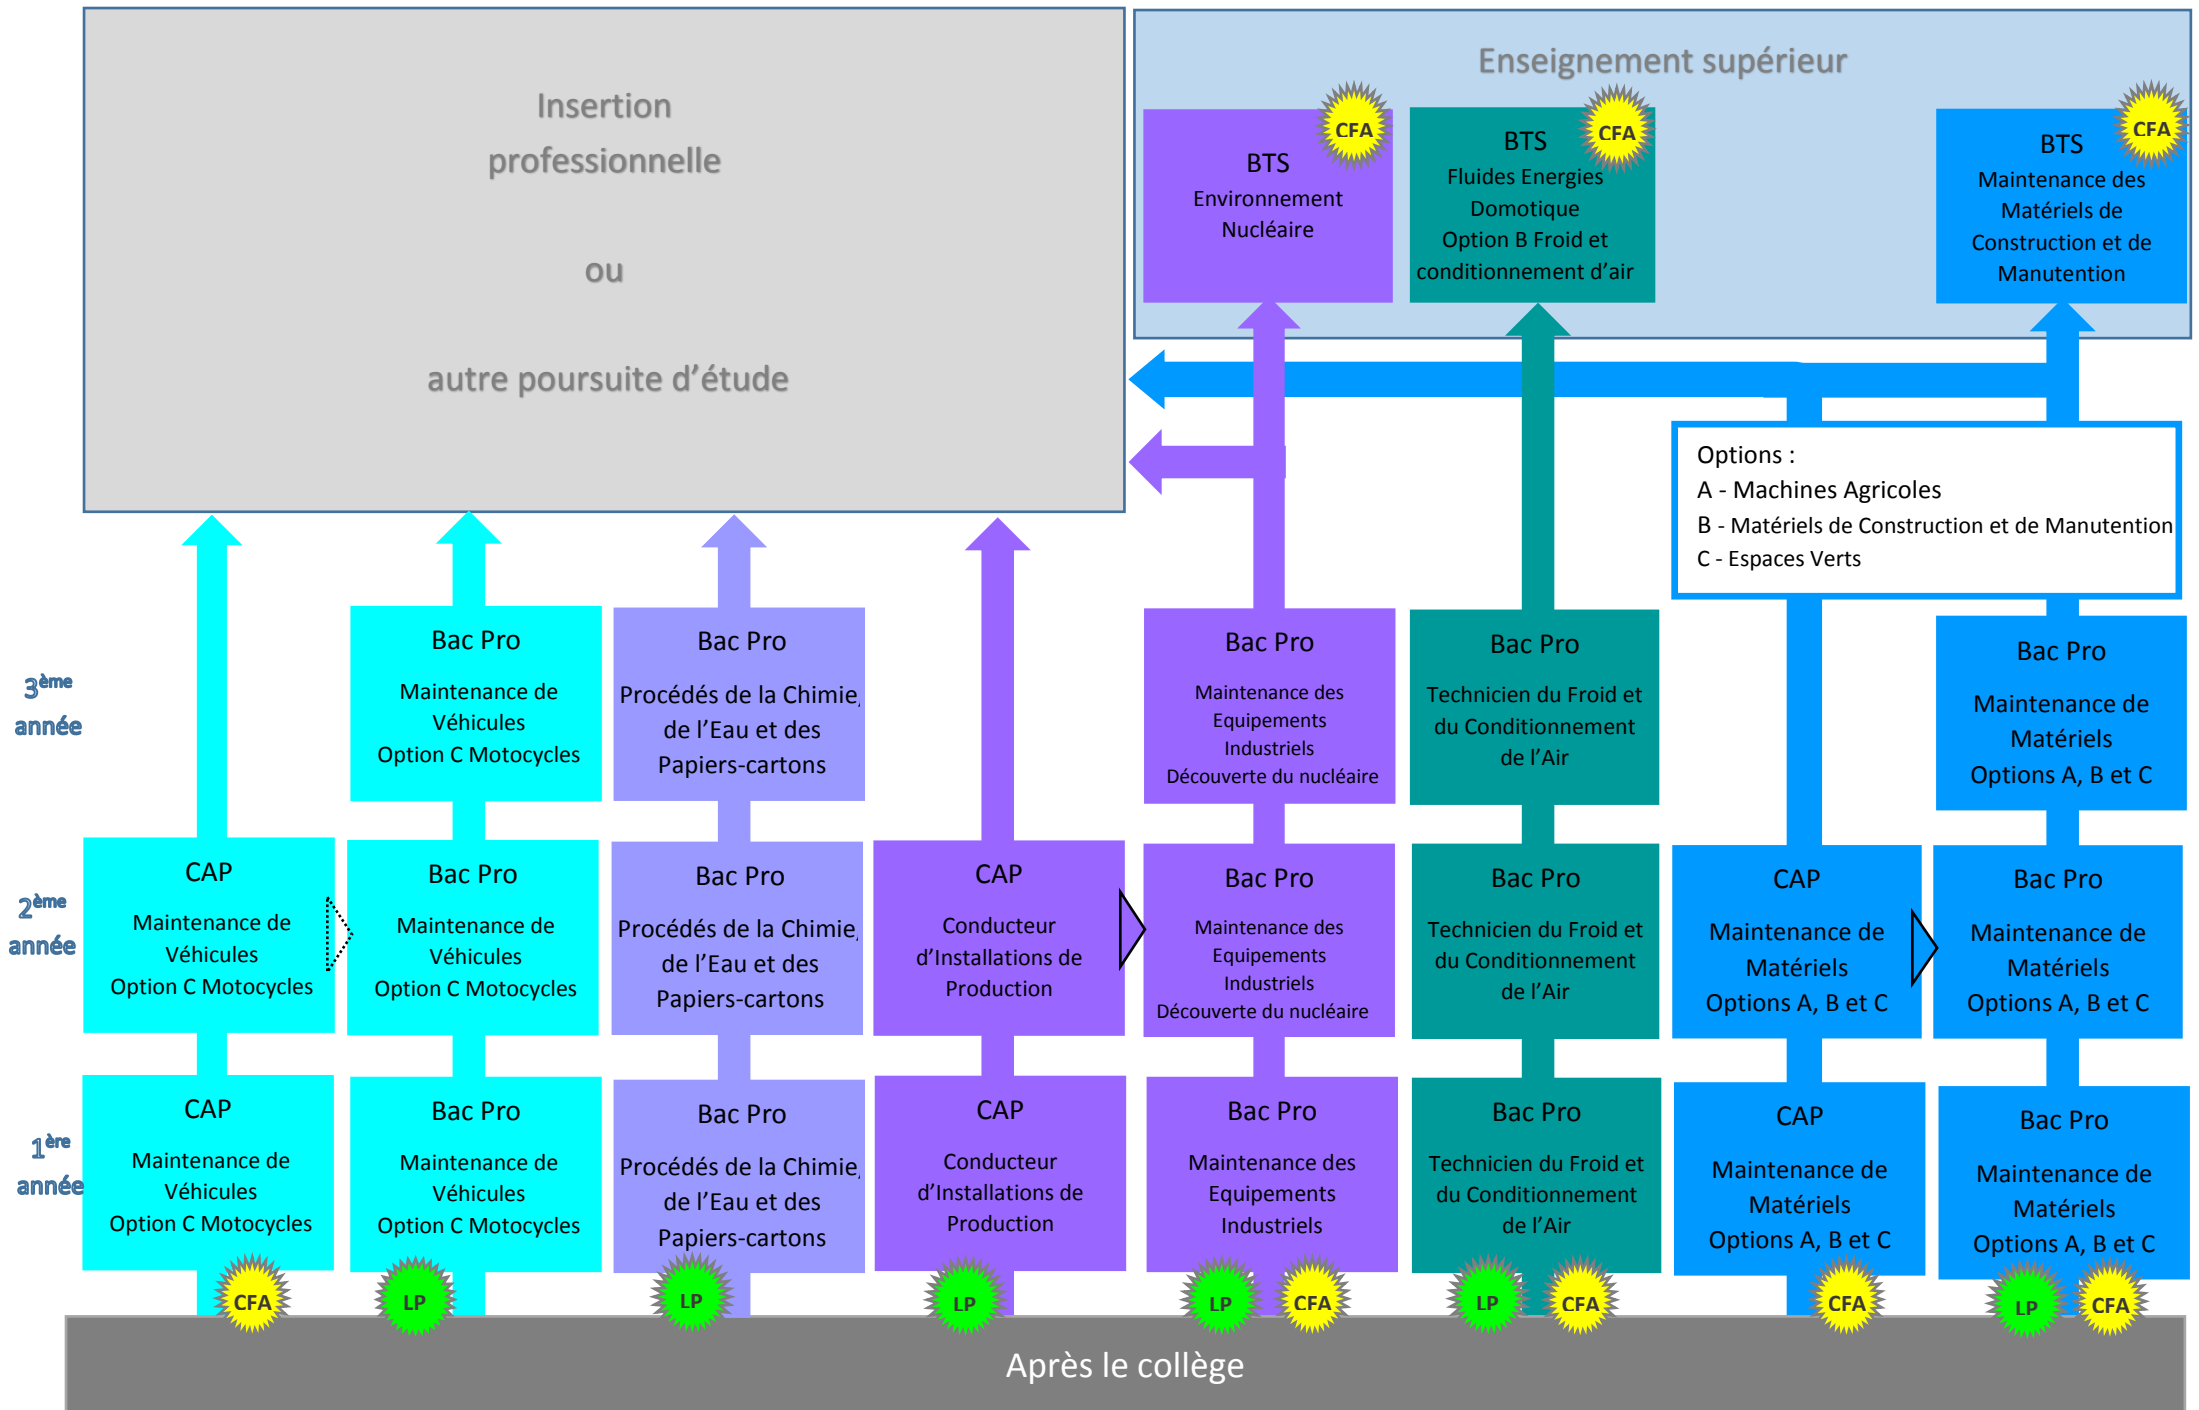 Insertion
professionnelle
ou
autre poursuite d'étude
Enseignement supérieur
CFA
BTS
Environnement
Nucléaire
CFA
BTS
Fluides Energies
Domotique
Option B Froid et
conditionnement d'air
CFA
BTS
Maintenance des
Matériels de
Construction et de
Manutention
Options :
A - Machines Agricoles
B - Matériels de Construction et de Manutention
C - Espaces Verts
3ème
année
Bac Pro
Maintenance de
Véhicules
Option C Motocycles
Bac Pro
Procédés de la Chimie,
de l'Eau et des
Papiers-cartons
Bac Pro
Maintenance des
Equipements
Industriels
Découverte du nucléaire
Bac Pro
Technicien du Froid et
du Conditionnement
de l'Air
Bac Pro
Maintenance de
Matériels
Options A, B et C
2ème
année
CAP
Maintenance de
Véhicules
Option C Motocycles
Bac Pro
Maintenance de
Véhicules
Option C Motocycles
Bac Pro
Procédés de la Chimie,
de l'Eau et des
Papiers-cartons
CAP
Conducteur
d'Installations de
Production
Bac Pro
Maintenance des
Equipements
Industriels
Découverte du nucléaire
Bac Pro
Technicien du Froid et
du Conditionnement
de l'Air
CAP
Maintenance de
Matériels
Options A, B et C
Bac Pro
Maintenance de
Matériels
Options A, B et C
1ère
année
CAP
Maintenance de
Véhicules
Option C Motocycles
Bac Pro
Maintenance de
Véhicules
Option C Motocycles
Bac Pro
Procédés de la Chimie,
de l'Eau et des
Papiers-cartons
CAP
Conducteur
d'Installations de
Production
Bac Pro
Maintenance des
Equipements
Industriels
Bac Pro
Technicien du Froid et
du Conditionnement
de l'Air
CAP
Maintenance de
Matériels
Options A, B et C
Bac Pro
Maintenance de
Matériels
Options A, B et C
CFA
LP
LP
LP
LP
CFA
LP
CFA
CFA
LP
CFA
Après le collège